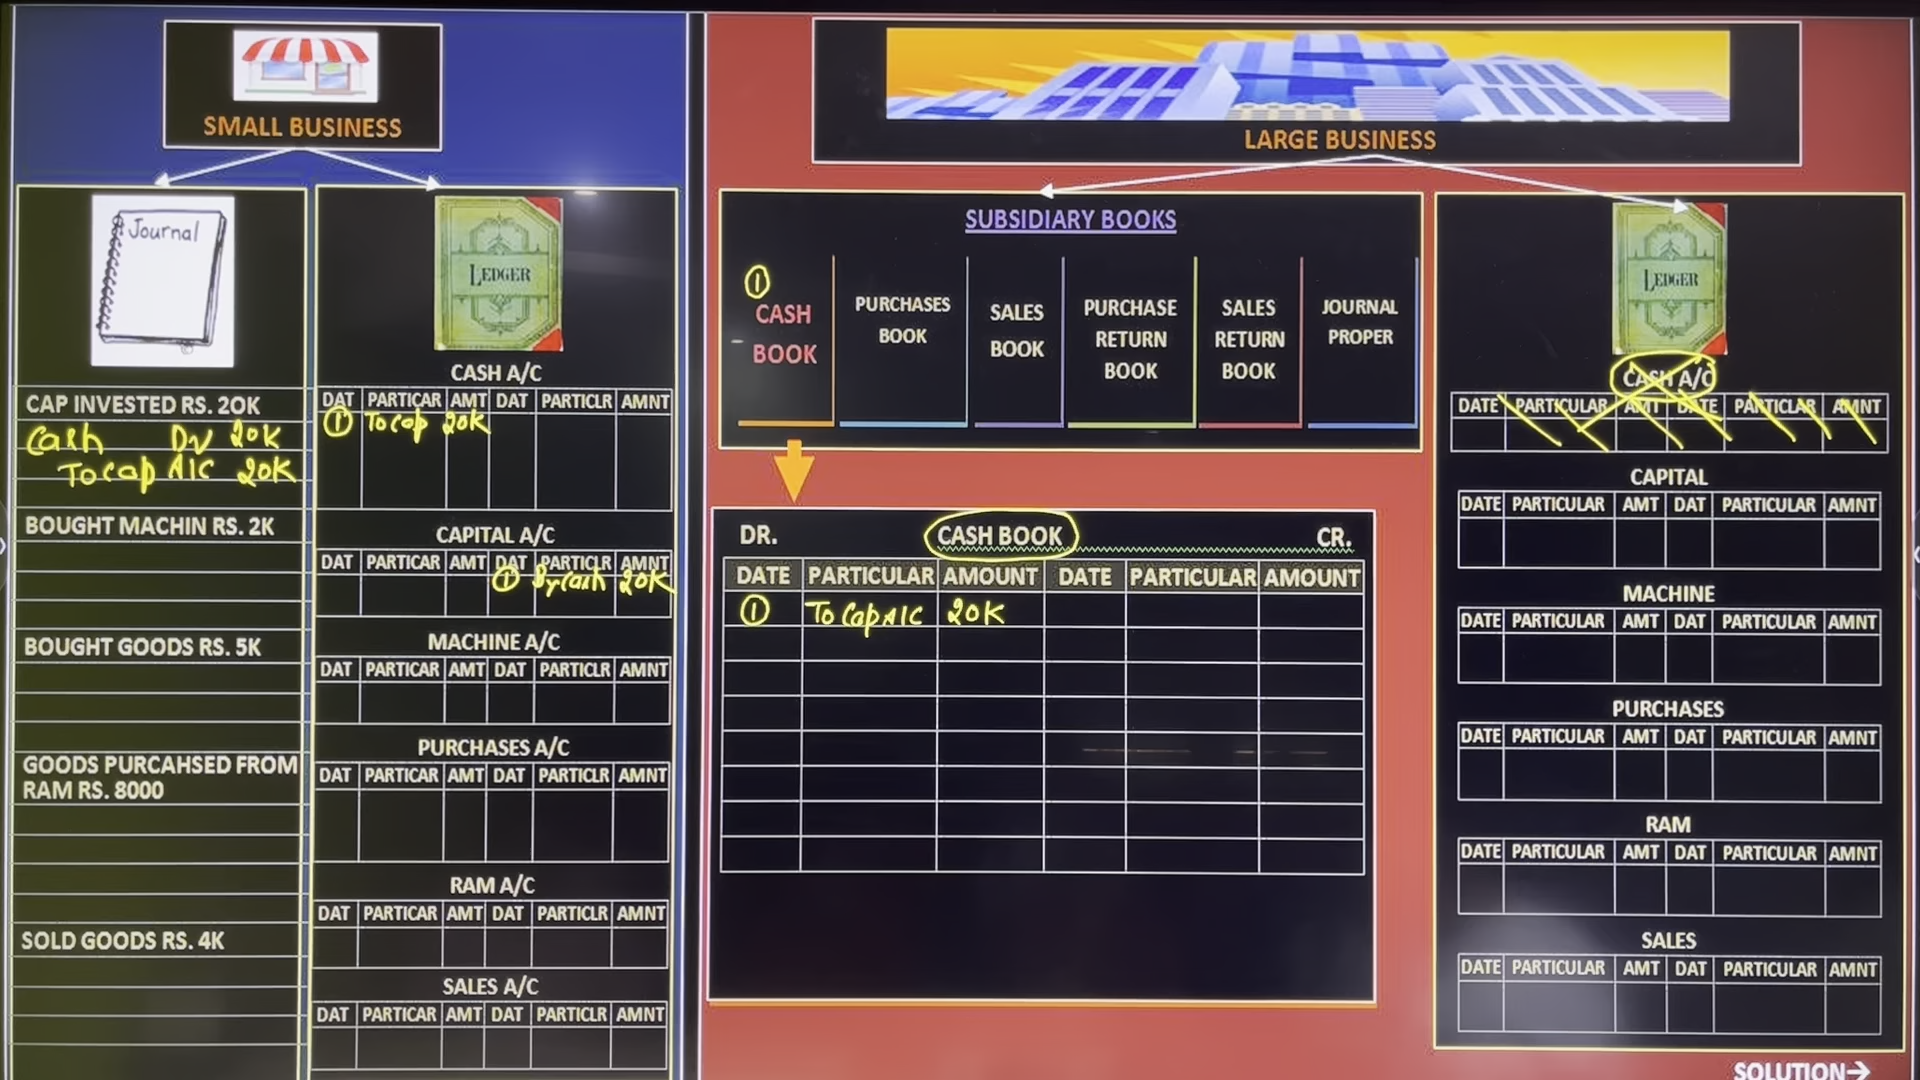 SMALL BUSINESS
Journal
LEDGER
CAP INVESTED RS. 20K
Cash Dr 20K
To cap A/C 20K
BOUGHT MACHIN RS. 2K
BOUGHT GOODS RS. 5K
GOODS PURCAHSED FROM
RAM RS. 8000
SOLD GOODS RS. 4K
CASH A/C
DAT PARTICAR AMT DAT PARTICLR AMNT
① To cap 20K
CAPITAL A/C
DAT PARTICAR AMT DAT PARTICLR AMNT
① By cash 20K
MACHINE A/C
DAT PARTICAR AMT DAT PARTICLR AMNT
PURCHASES A/C
DAT PARTICAR AMT DAT PARTICLR AMNT
RAM A/C
DAT PARTICAR AMT DAT PARTICLR AMNT
SALES A/C
DAT PARTICAR AMT DAT PARTICLR AMNT
LARGE BUSINESS
SUBSIDIARY BOOKS
①
CASH
BOOK
PURCHASES
BOOK
SALES
BOOK
PURCHASE
RETURN
BOOK
SALES
RETURN
BOOK
JOURNAL
PROPER
DR. CASH BOOK CR.
DATE PARTICULAR AMOUNT DATE PARTICULAR AMOUNT
① To Cap A/C 20K
LEDGER
CASH A/C
DATE PARTICULAR AMT DATE PARTICLAR AMNT
CAPITAL
DATE PARTICULAR AMT DAT PARTICULAR AMNT
MACHINE
DATE PARTICULAR AMT DAT PARTICULAR AMNT
PURCHASES
DATE PARTICULAR AMT DAT PARTICULAR AMNT
RAM
DATE PARTICULAR AMT DAT PARTICULAR AMNT
SALES
DATE PARTICULAR AMT DAT PARTICULAR AMNT
SOLUTION→